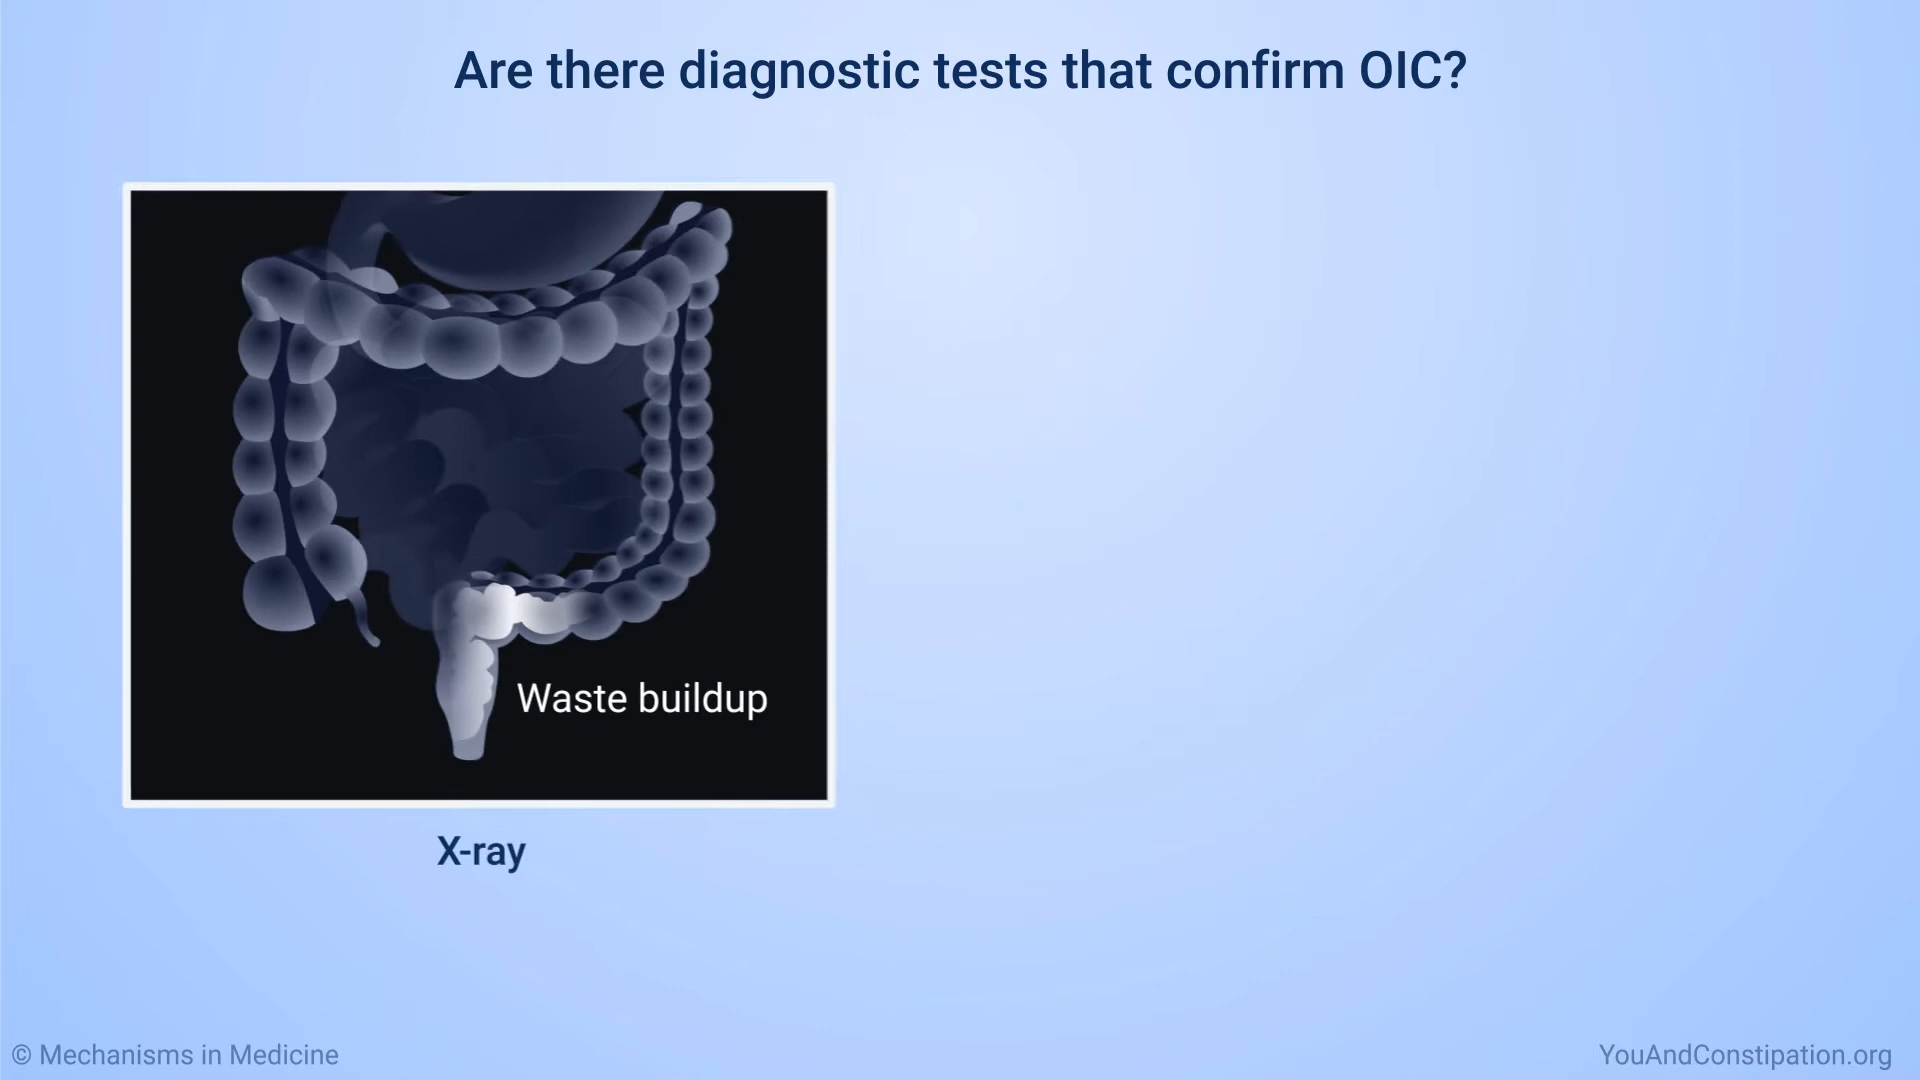 Are there diagnostic tests that confirm OIC?
Waste buildup
X-ray
© Mechanisms in Medicine
YouAndConstipation.org